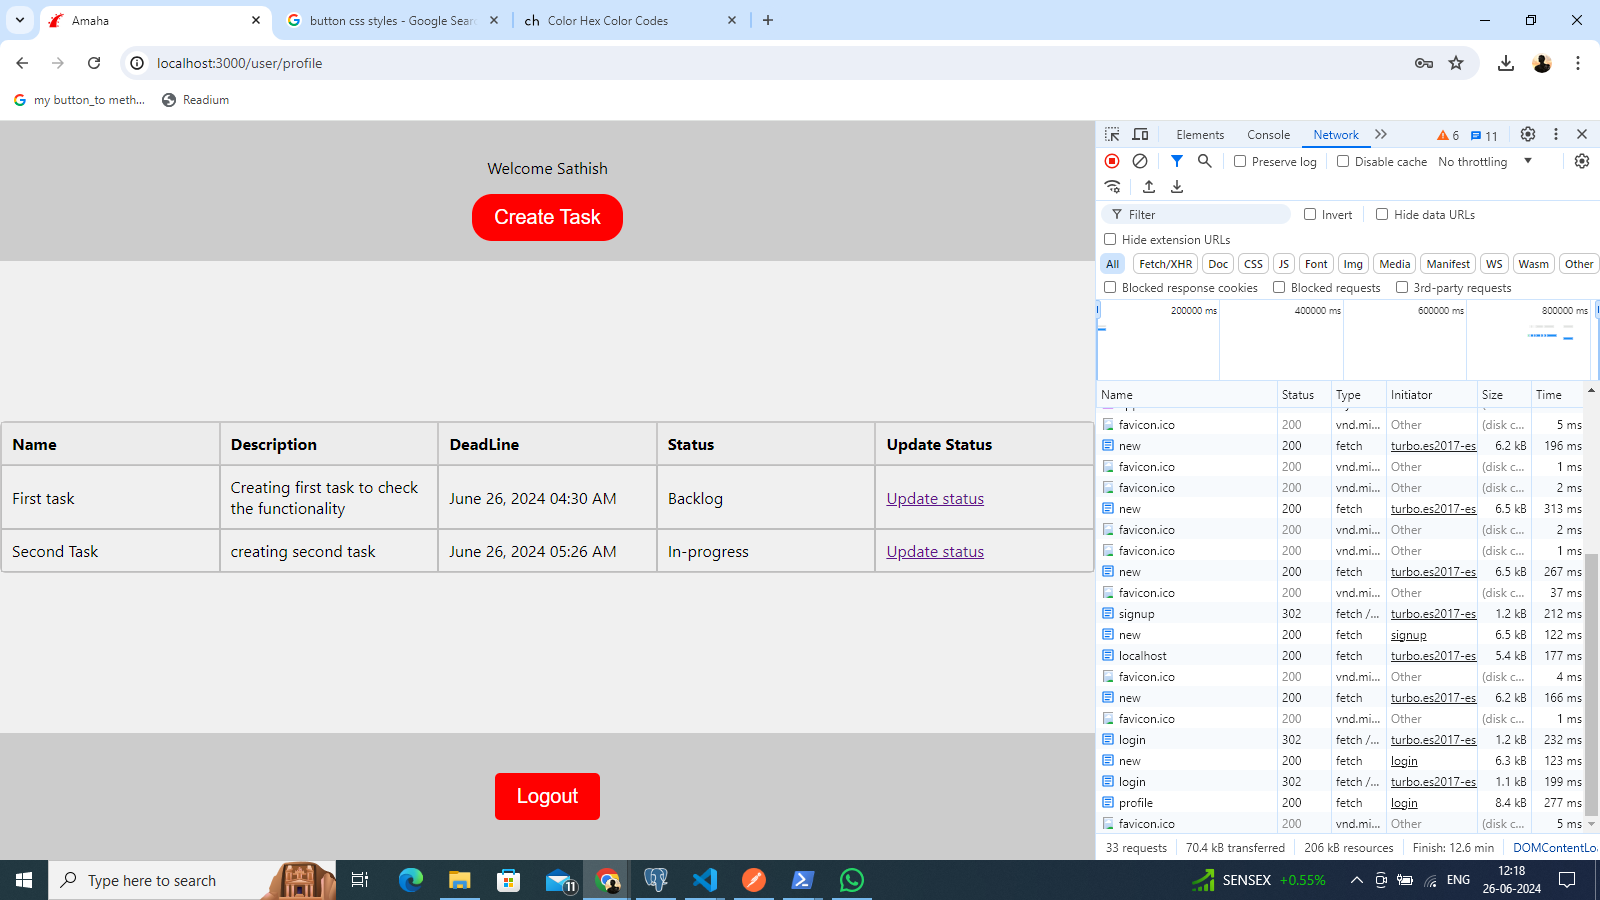 Amaha
button css styles - Google Sear
ch Color Hex Color Codes
localhost:3000/user/profile
my button_to meth...
Readium
Welcome Sathish
Create Task
Name Description DeadLine Status Update Status
First task Creating first task to check the functionality June 26, 2024 04:30 AM Backlog Update status
Second Task creating second task June 26, 2024 05:26 AM In-progress Update status
Logout
Elements Console Network 6 11
Preserve log Disable cache No throttling
Filter Invert Hide data URLs
Hide extension URLs
All Fetch/XHR Doc CSS JS Font Img Media Manifest WS Wasm Other
Blocked response cookies Blocked requests 3rd-party requests
200000 ms 400000 ms 600000 ms 800000 ms
Name Status Type Initiator Size Time
favicon.ico 200 vnd.mi... Other (disk c... 5 ms
new 200 fetch turbo.es2017-es 6.2 kB 196 ms
favicon.ico 200 vnd.mi... Other (disk c... 1 ms
favicon.ico 200 vnd.mi... Other (disk c... 2 ms
new 200 fetch turbo.es2017-es 6.5 kB 313 ms
favicon.ico 200 vnd.mi... Other (disk c... 2 ms
favicon.ico 200 vnd.mi... Other (disk c... 1 ms
new 200 fetch turbo.es2017-es 6.5 kB 267 ms
favicon.ico 200 vnd.mi... Other (disk c... 37 ms
signup 302 fetch /... turbo.es2017-es 1.2 kB 212 ms
new 200 fetch signup 6.5 kB 122 ms
localhost 200 fetch turbo.es2017-es 5.4 kB 177 ms
favicon.ico 200 vnd.mi... Other (disk c... 4 ms
new 200 fetch turbo.es2017-es 6.2 kB 166 ms
favicon.ico 200 vnd.mi... Other (disk c... 1 ms
login 302 fetch /... turbo.es2017-es 1.2 kB 232 ms
new 200 fetch login 6.3 kB 123 ms
login 302 fetch /... turbo.es2017-es 1.1 kB 199 ms
profile 200 fetch login 8.4 kB 277 ms
favicon.ico 200 vnd.mi... Other (disk c... 5 ms
33 requests 70.4 kB transferred 206 kB resources Finish: 12.6 min DOMContentLo
Type here to search
11
SENSEX +0.55%
ENG
12:18
26-06-2024